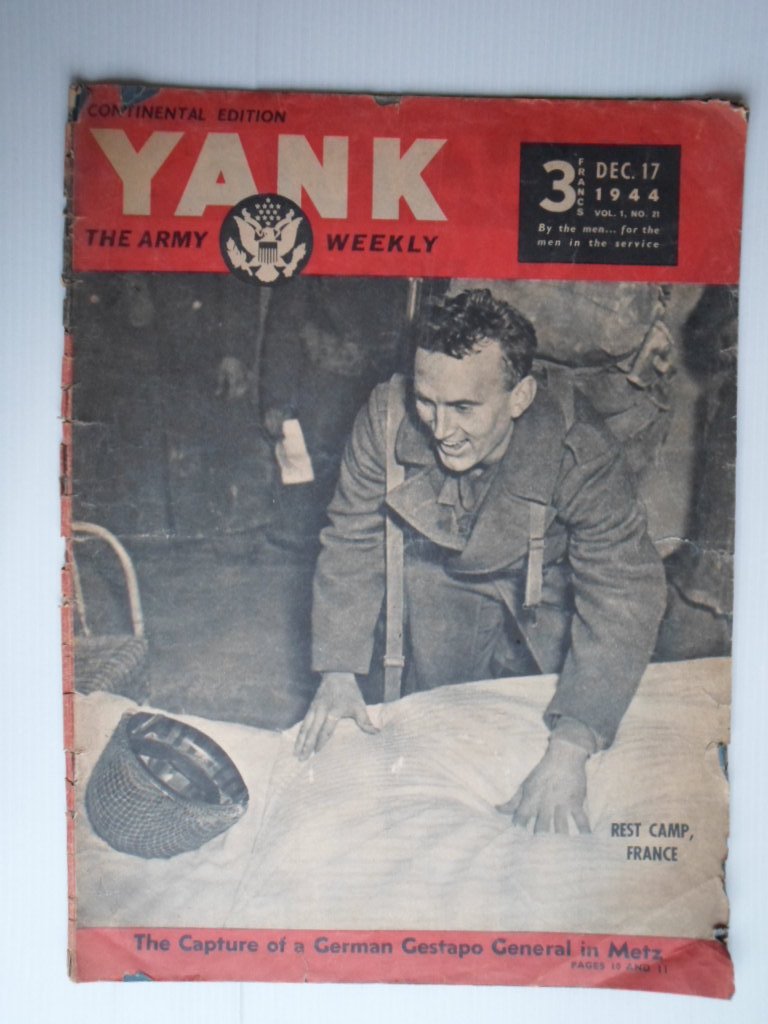 CONTINENTAL EDITION
YANK
THE ARMY WEEKLY
3 FRANCS
DEC. 17
1944
VOL. 1, NO. 21
By the men... for the
men in the service
REST CAMP,
FRANCE
The Capture of a German Gestapo General in Metz
PAGES 10 AND 11